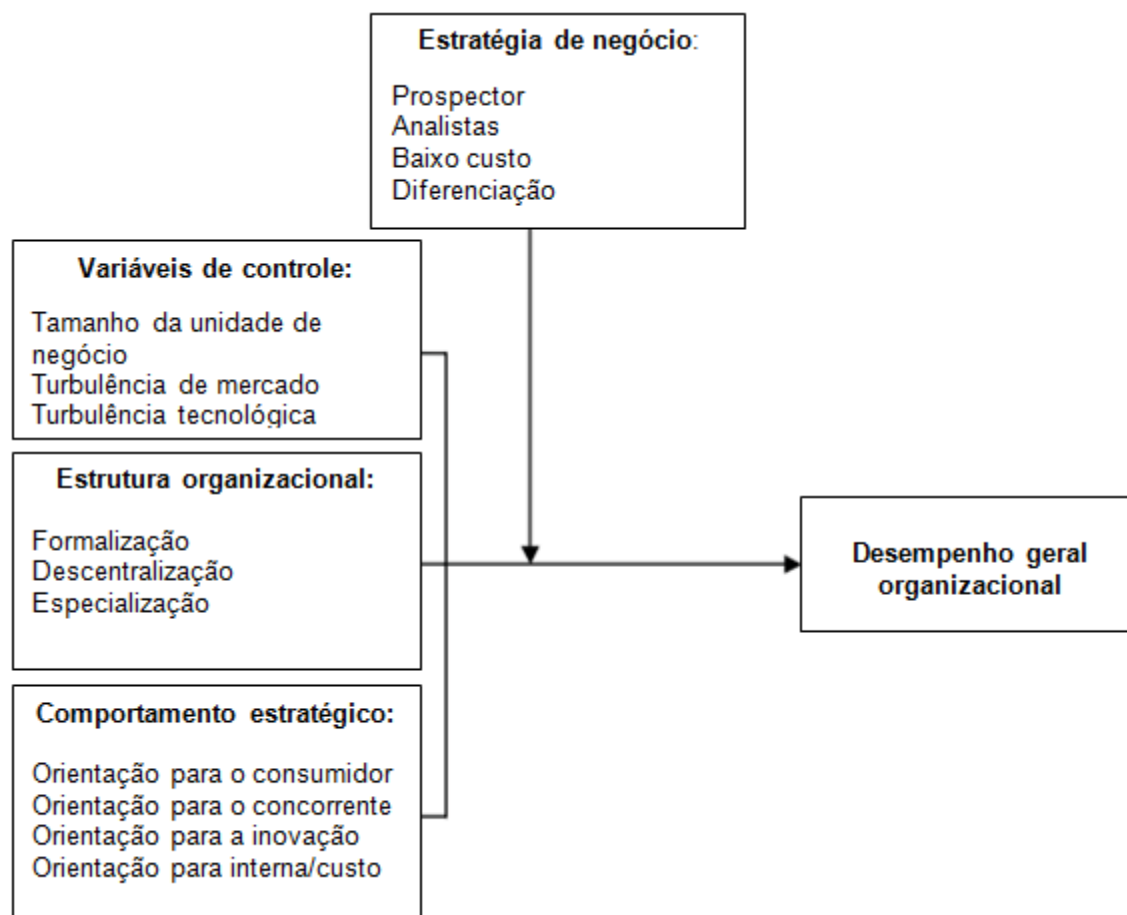 Estratégia de negócio:
Prospector
Analistas
Baixo custo
Diferenciação
Variáveis de controle:
Tamanho da unidade de
negócio
Turbulência de mercado
Turbulência tecnológica
Estrutura organizacional:
Formalização
Descentralização
Especialização
Comportamento estratégico:
Orientação para o consumidor
Orientação para o concorrente
Orientação para a inovação
Orientação para interna/custo
Desempenho geral
organizacional